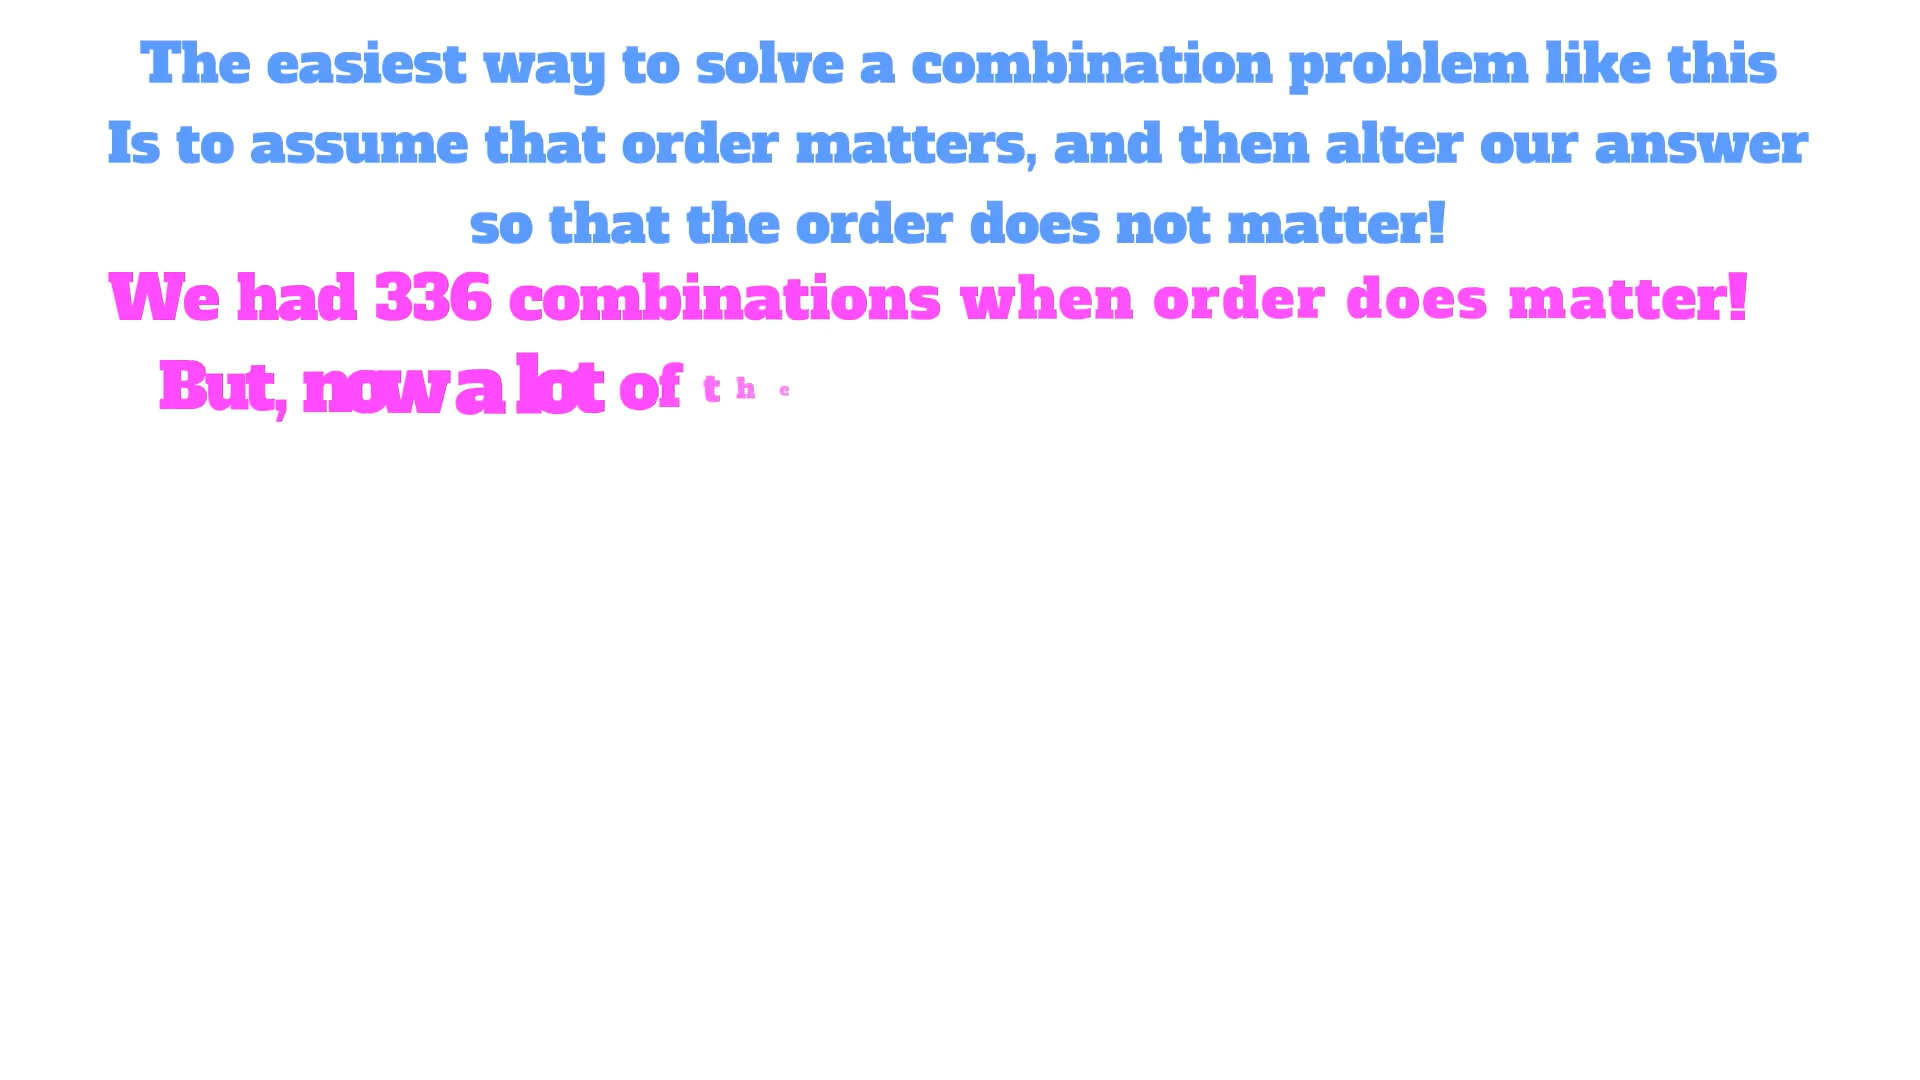 The easiest way to solve a combination problem like this
Is to assume that order matters, and then alter our answer
so that the order does not matter!
We had 336 combinations when order does matter!
But, now a lot of the